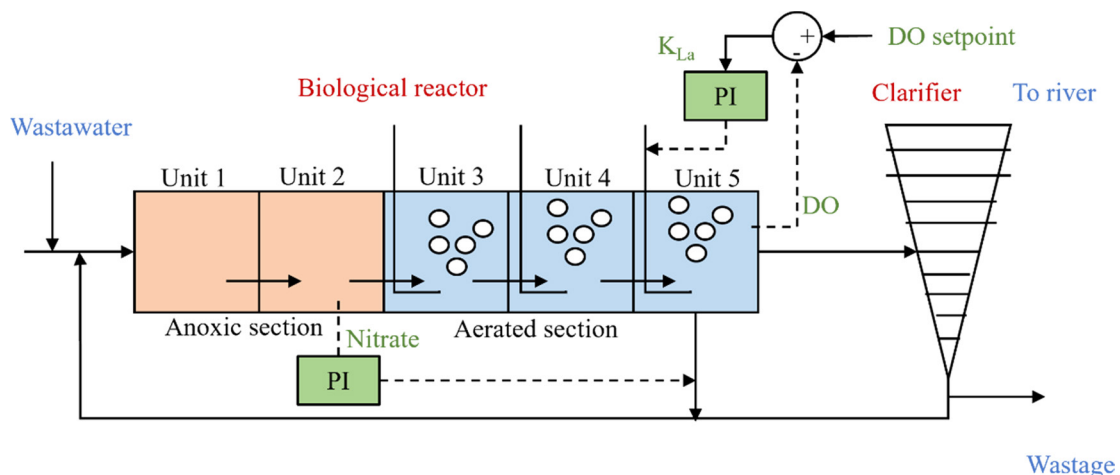 K_La
DO setpoint
+
-
PI
Biological reactor
Clarifier
To river
Wastawater
Unit 1
Unit 2
Unit 3
Unit 4
Unit 5
DO
Anoxic section
Aerated section
Nitrate
PI
Wastage